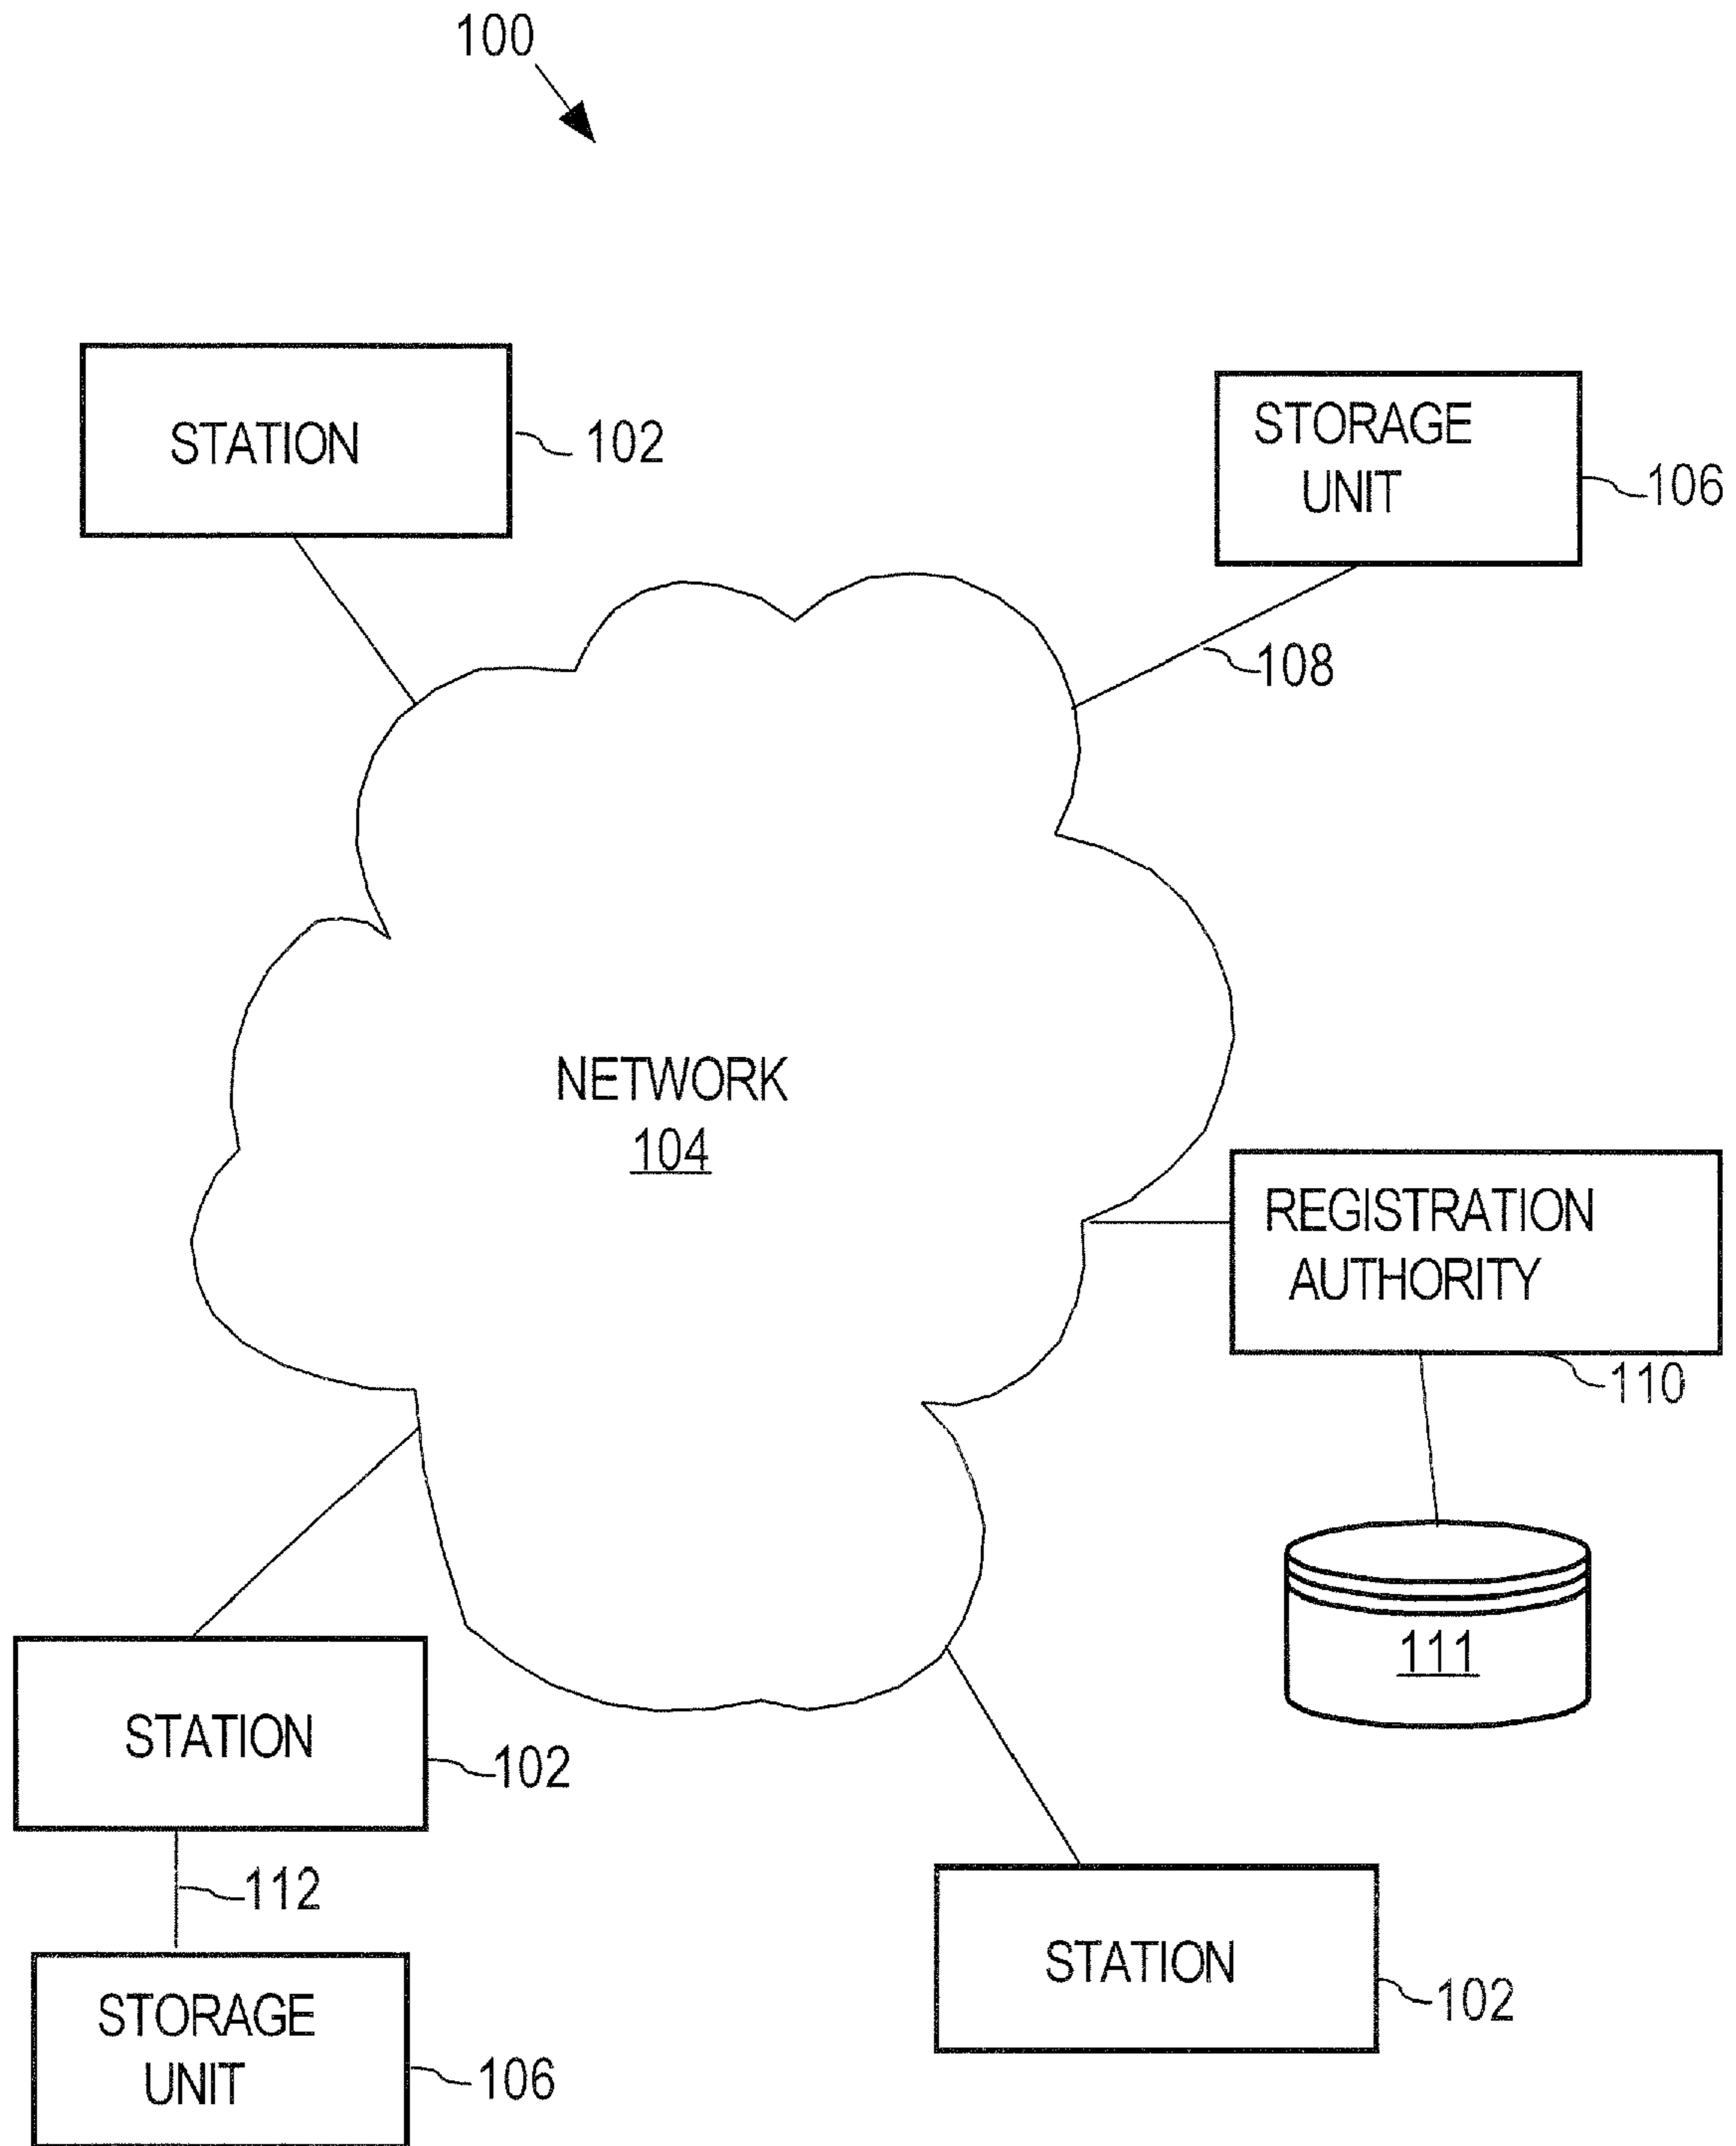 100
STATION
102
STORAGE
UNIT
106
108
NETWORK
104
REGISTRATION
AUTHORITY
110
111
STATION
102
112
STORAGE
UNIT
106
STATION
102